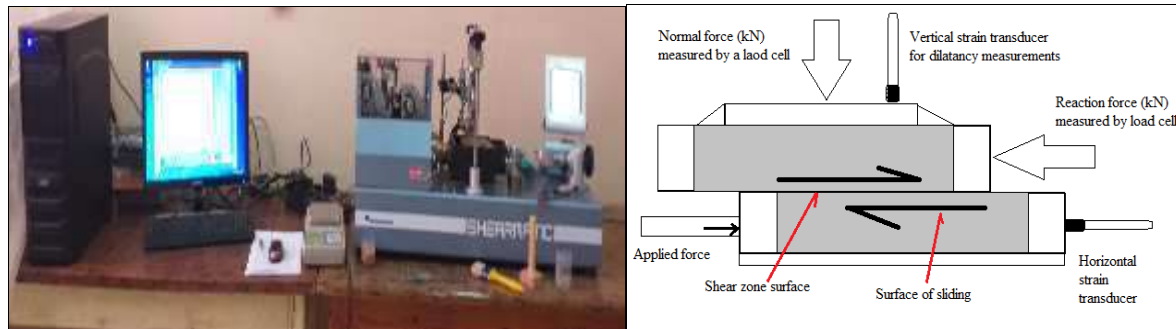 SHEARMATIC
Normal force (kN)
measured by a laod cell
Vertical strain transducer
for dilatancy measurements
Reaction force (kN)
measured by load cell
Applied force
Shear zone surface
Surface of sliding
Horizontal
strain
transducer